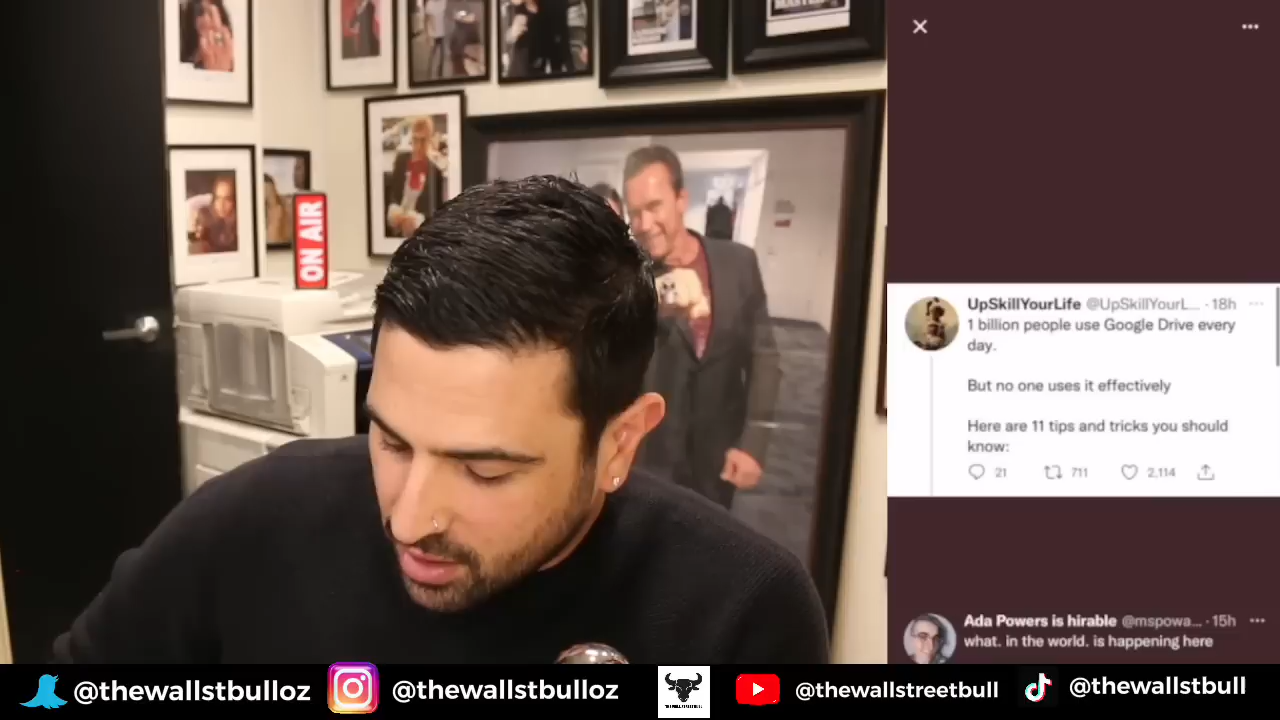 ON AIR
UpSkillYourLife @UpSkillYourL... · 18h
1 billion people use Google Drive every
day.
But no one uses it effectively
Here are 11 tips and tricks you should
know:
21 711 2,114
Ada Powers is hirable @mspowa... · 15h
what. in the world. is happening here
@thewallstbulloz @thewallstbulloz @thewallstreetbull @thewallstbull